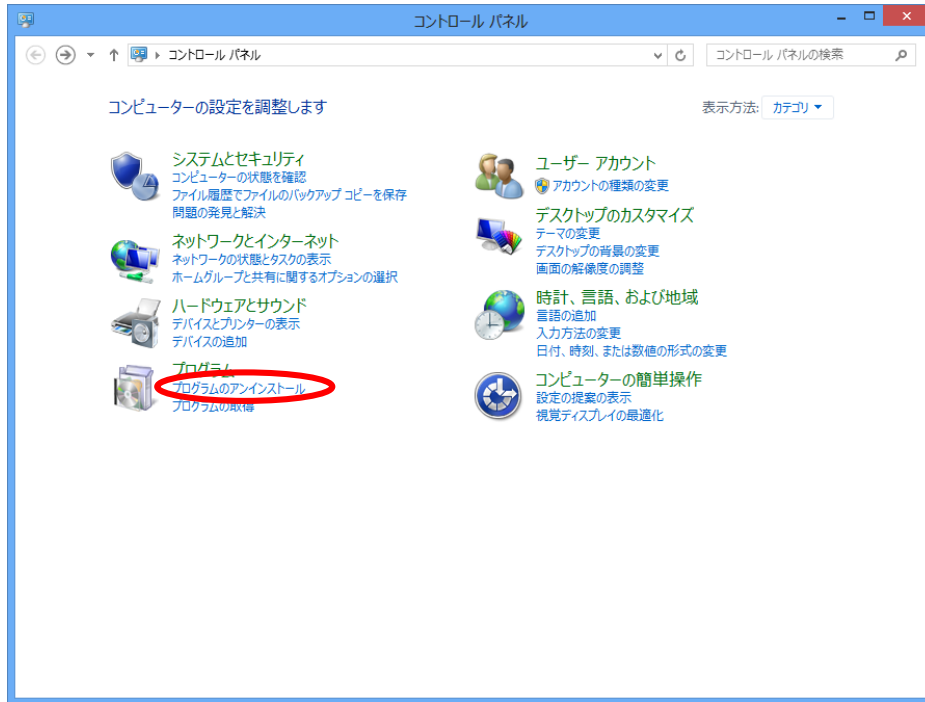 コントロール パネル
コントロール パネル
コントロール パネルの検索
コンピューターの設定を調整します
表示方法: カテゴリ
システムとセキュリティ
コンピューターの状態を確認
ファイル履歴でファイルのバックアップ コピーを保存
問題の発見と解決
ネットワークとインターネット
ネットワークの状態とタスクの表示
ホームグループと共有に関するオプションの選択
ハードウェアとサウンド
デバイスとプリンターの表示
デバイスの追加
プログラム
プログラムのアンインストール
プログラムの取得
ユーザー アカウント
アカウントの種類の変更
デスクトップのカスタマイズ
テーマの変更
デスクトップの背景の変更
画面の解像度の調整
時計、言語、および地域
言語の追加
入力方法の変更
日付、時刻、または数値の形式の変更
コンピューターの簡単操作
設定の提案の表示
視覚ディスプレイの最適化